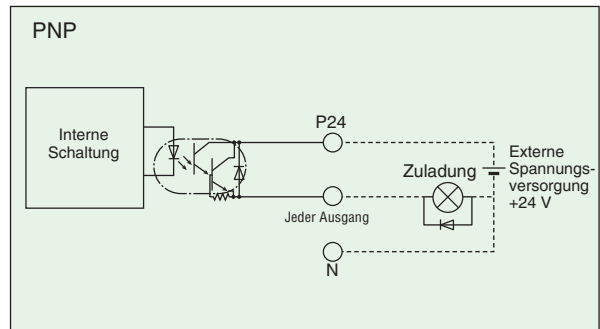 PNP
Interne
Schaltung
P24
Jeder Ausgang
N
Zuladung
Externe
Spannungs-
versorgung
+24 V